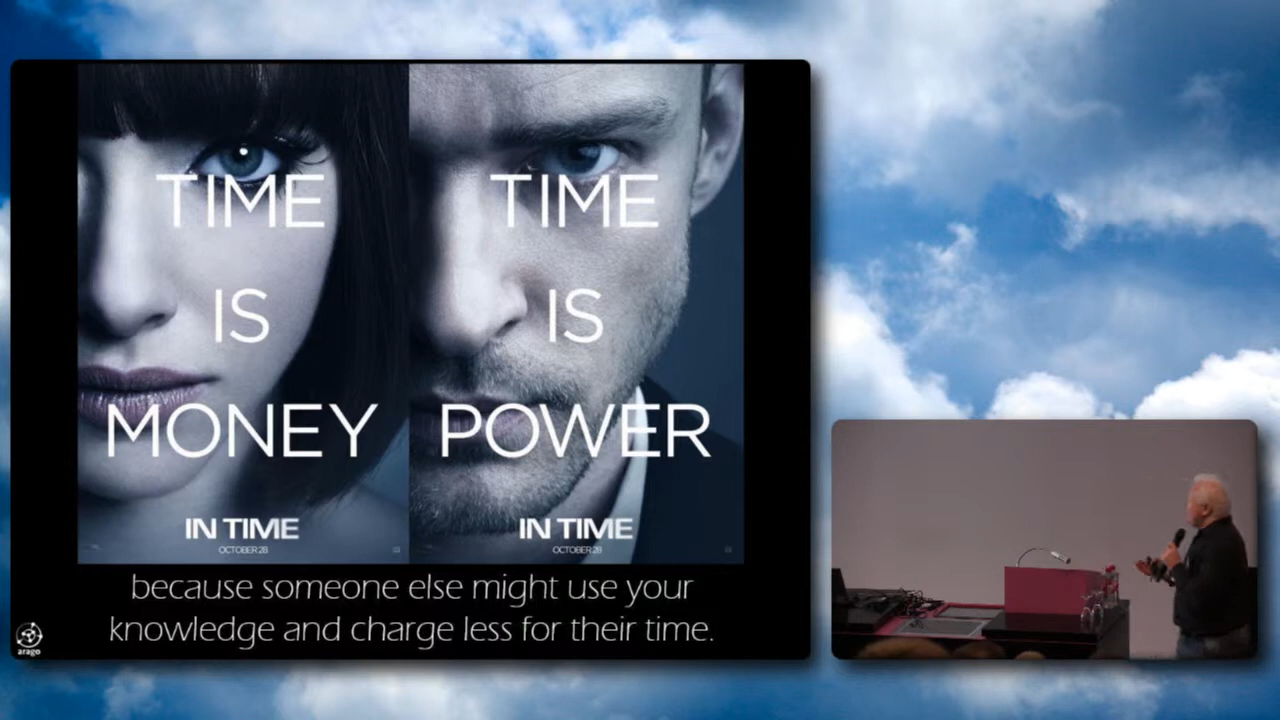 TIME
IS
MONEY
IN TIME
OCTOBER 28
TIME
IS
POWER
IN TIME
OCTOBER 28
because someone else might use your
knowledge and charge less for their time.
arago